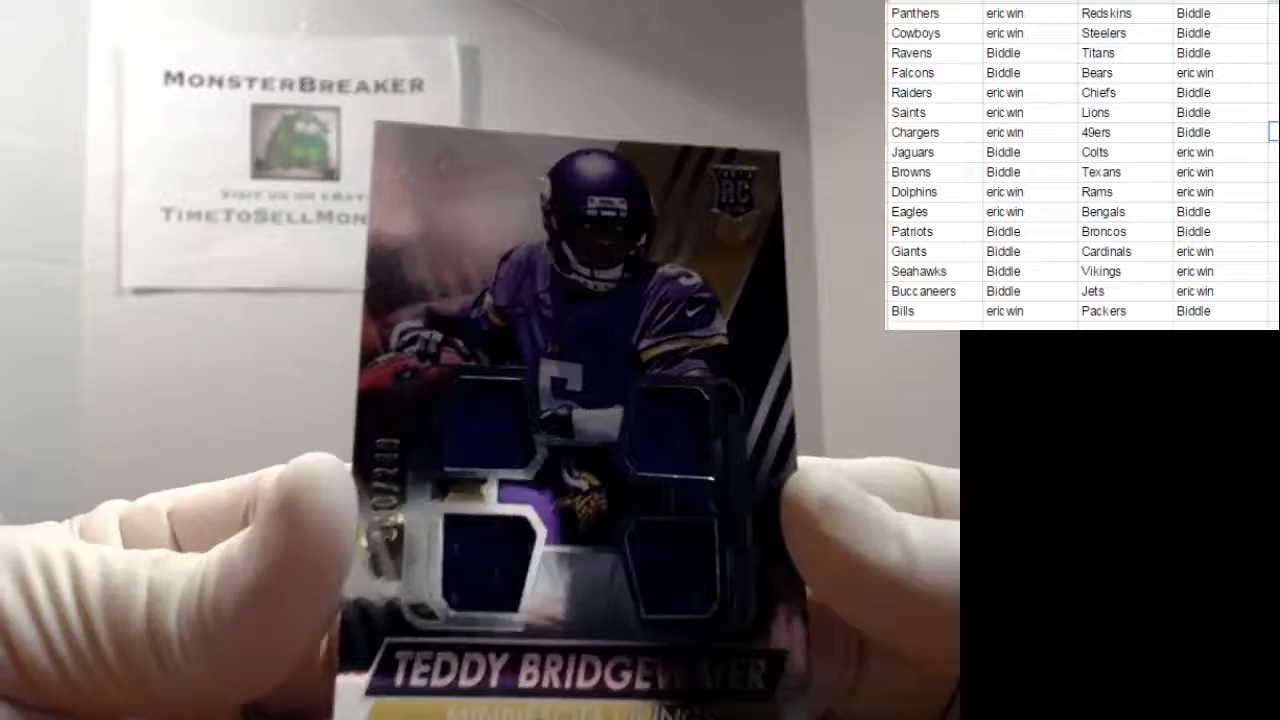 MONSTERBREAKER
VISIT US ON EBAY
TIMETOSELLMON
RC
5
TEDDY BRIDGEWATER
MINNESOTA VIKINGS
Panthers eric win Redskins Biddle
Cowboys eric win Steelers Biddle
Ravens Biddle Titans Biddle
Falcons Biddle Bears eric win
Raiders Biddle Chiefs Biddle
Saints eric win Lions Biddle
Chargers eric win 49ers Biddle
Jaguars Biddle Colts eric win
Browns Biddle Texans eric win
Dolphins eric win Rams eric win
Eagles eric win Bengals Biddle
Patriots Biddle Broncos Biddle
Giants Biddle Cardinals eric win
Seahawks Biddle Vikings eric win
Buccaneers Biddle Jets eric win
Bills eric win Packers Biddle